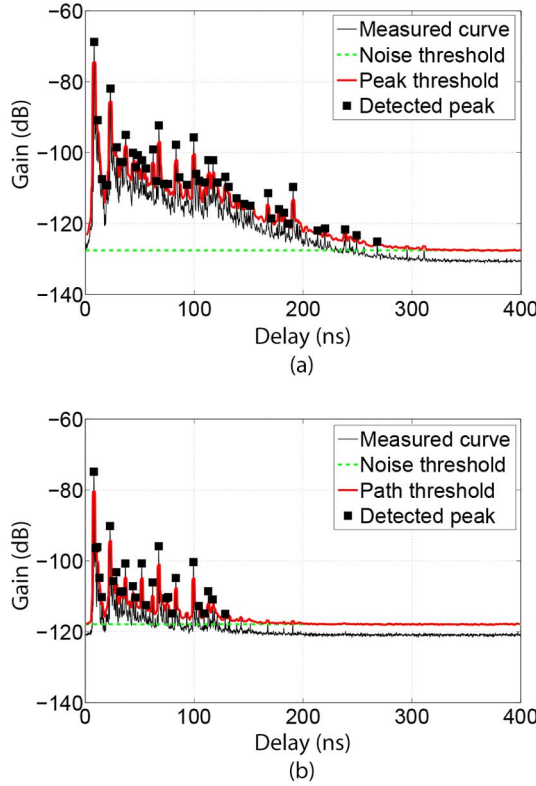 −60
−80
−100
−120
−140
Gain (dB)
Measured curve
Noise threshold
Peak threshold
Detected peak
0
100
200
300
400
Delay (ns)
(a)
−60
−80
−100
−120
−140
Gain (dB)
Measured curve
Noise threshold
Path threshold
Detected peak
0
100
200
300
400
Delay (ns)
(b)